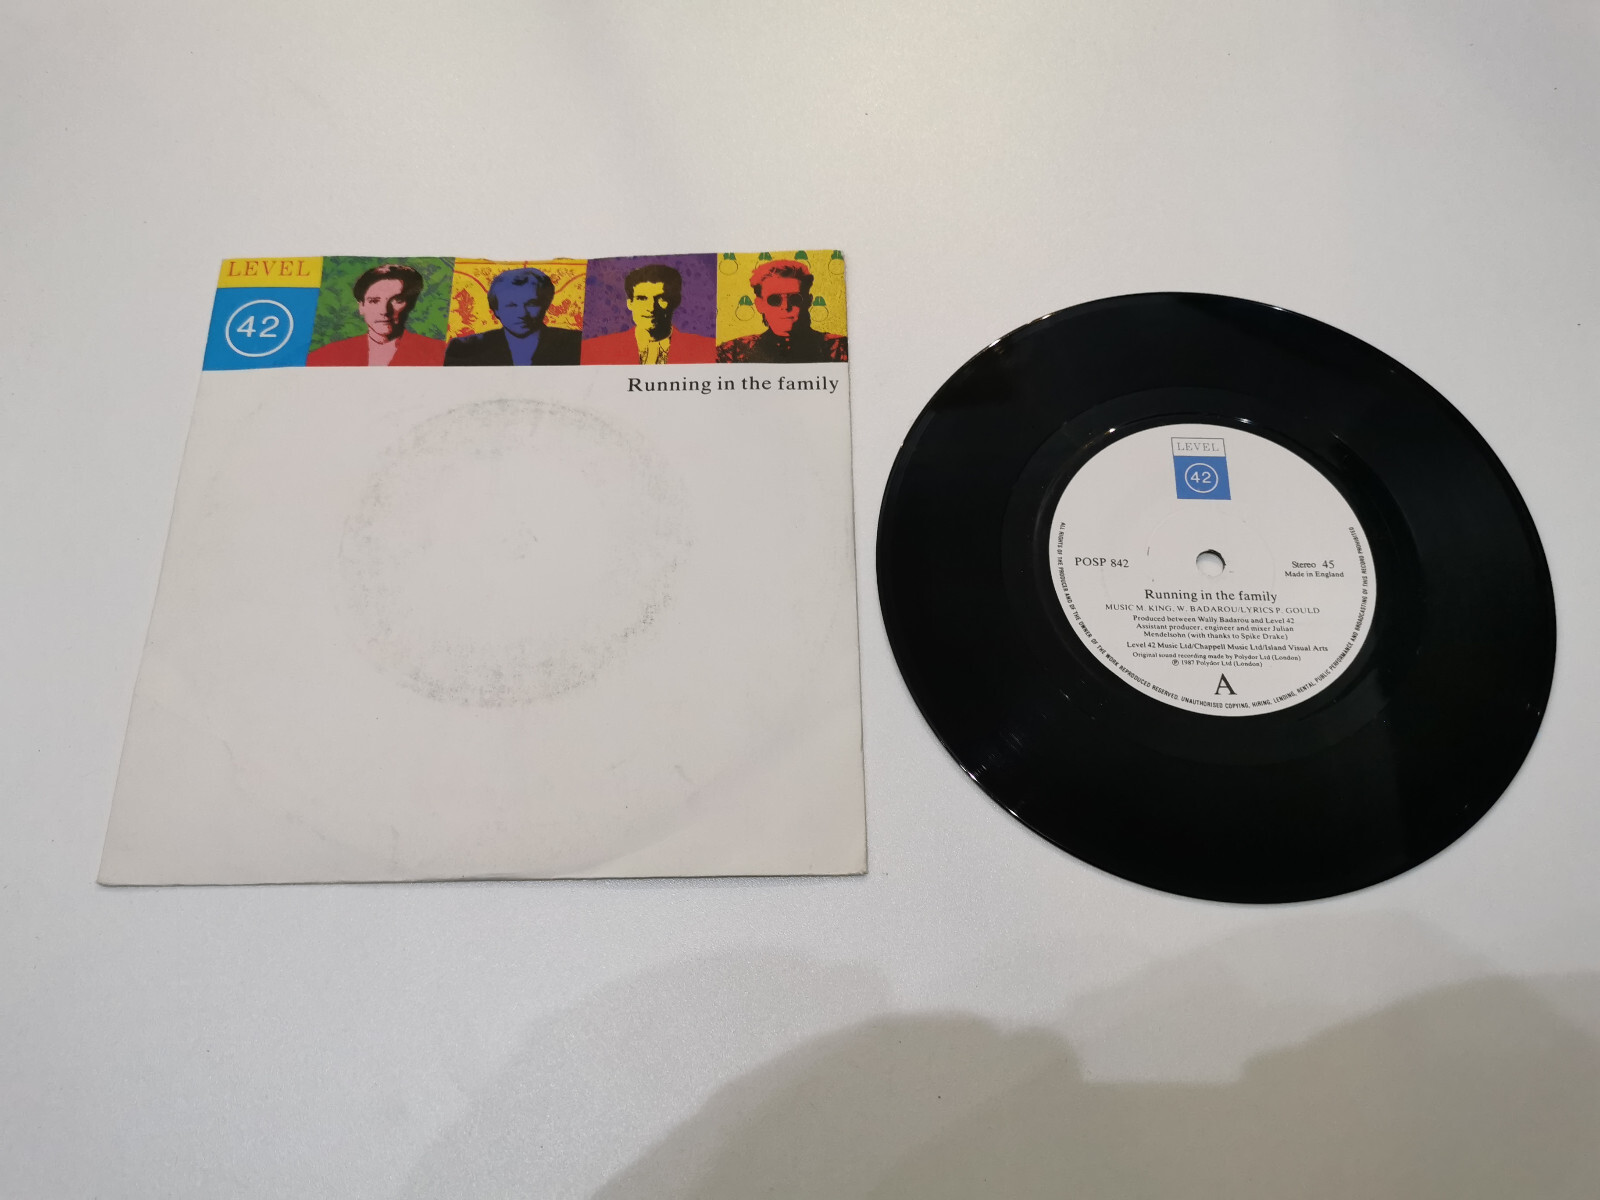 LEVEL
42
Running in the family
LEVEL
42
POSP 842
Stereo 45
Made in England
Running in the family
MUSIC M. KING, W. BADAROU/LYRICS P. GOULD
Produced between Wally Badarou and Level 42
Assistant producer, engineer and mixer Julian
Mendelsohn (with thanks to Spike Drake)
Level 42 Music Ltd/Chappell Music Ltd/Island Visual Arts
Original sound recording made by Polydor Ltd (London)
℗ 1987 Polydor Ltd (London)
A
ALL RIGHTS OF THE PRODUCER AND OF THE OWNER OF THE WORK REPRODUCED RESERVED. UNAUTHORISED COPYING, HIRING, LENDING, RENTAL, PUBLIC PERFORMANCE AND BROADCASTING OF THIS RECORD PROHIBITED